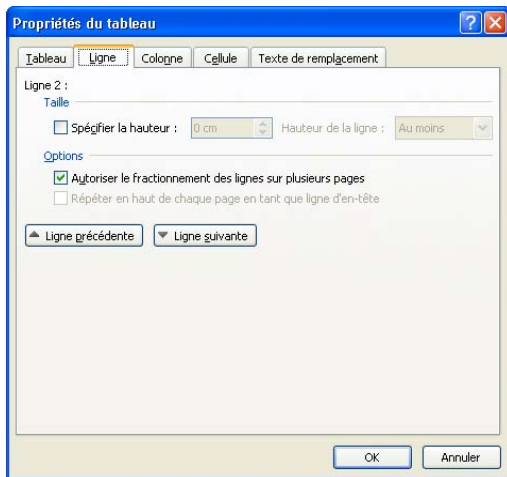 Propriétés du tableau
Tableau Ligne Colonne Cellule Texte de remplacement
Ligne 2 :
Taille
Spécifier la hauteur : 0 cm Hauteur de la ligne : Au moins
Options
Autoriser le fractionnement des lignes sur plusieurs pages
Répéter en haut de chaque page en tant que ligne d'en-tête
Ligne précédente Ligne suivante
OK Annuler